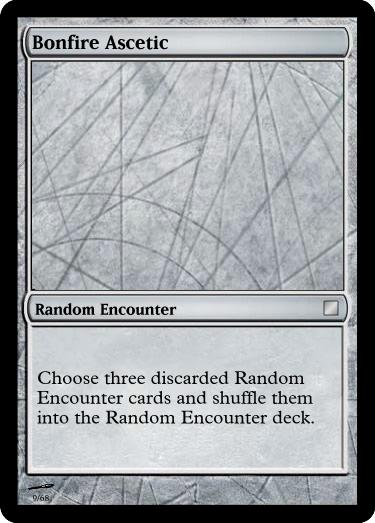 Bonfire Ascetic
Random Encounter
Choose three discarded Random
Encounter cards and shuffle them
into the Random Encounter deck.
9/68